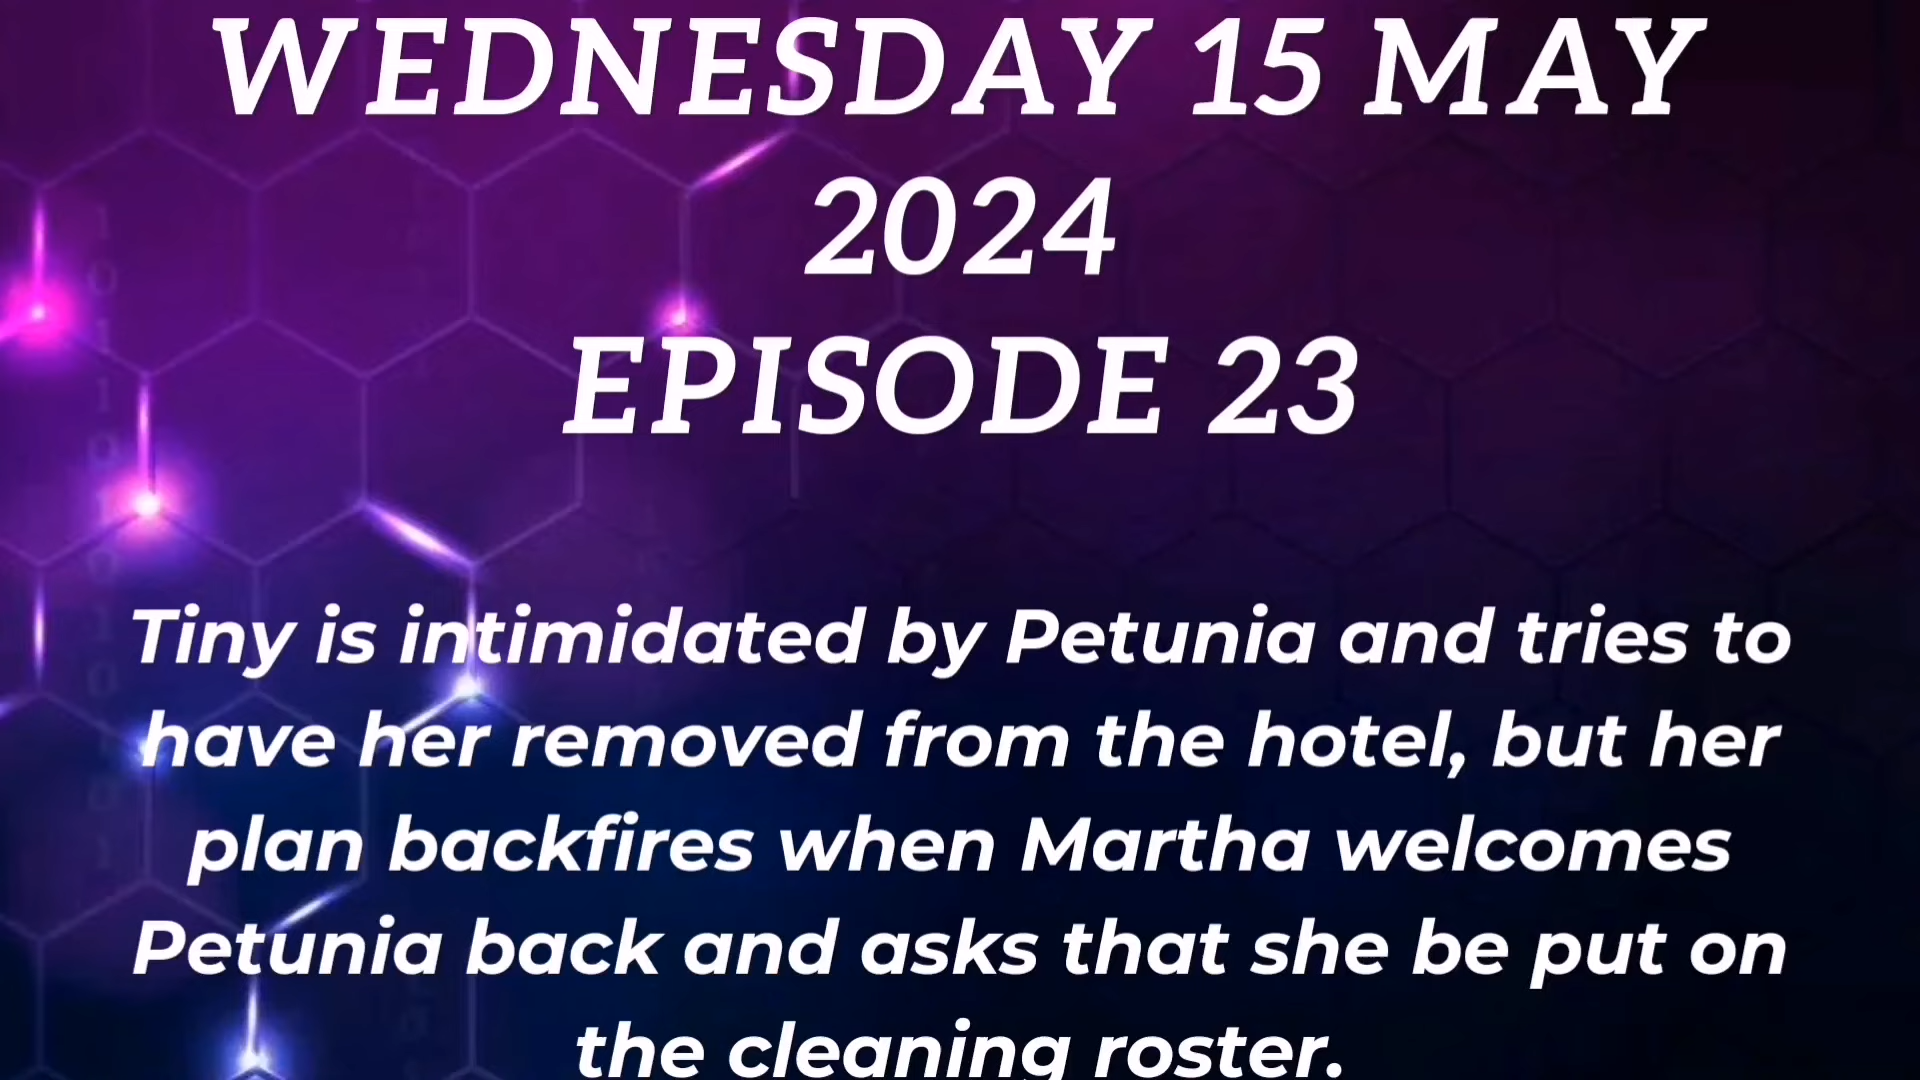 WEDNESDAY 15 MAY
2024
EPISODE 23
Tiny is intimidated by Petunia and tries to
have her removed from the hotel, but her
plan backfires when Martha welcomes
Petunia back and asks that she be put on
the cleaning roster.